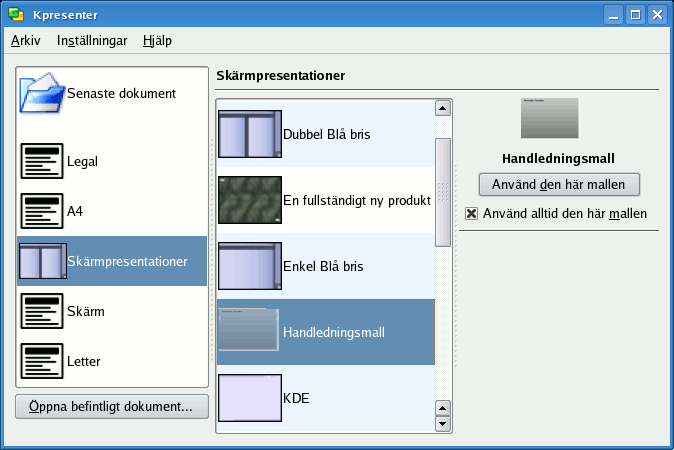 Kpresenter
Arkiv Inställningar Hjälp
Senaste dokument
Legal
A4
Skärmpresentationer
Skärm
Letter
Öppna befintligt dokument...
Skärmpresentationer
Dubbel Blå bris
En fullständigt ny produkt
Enkel Blå bris
Handledningsmall
KDE
Handledningsmall
Använd den här mallen
Använd alltid den här mallen